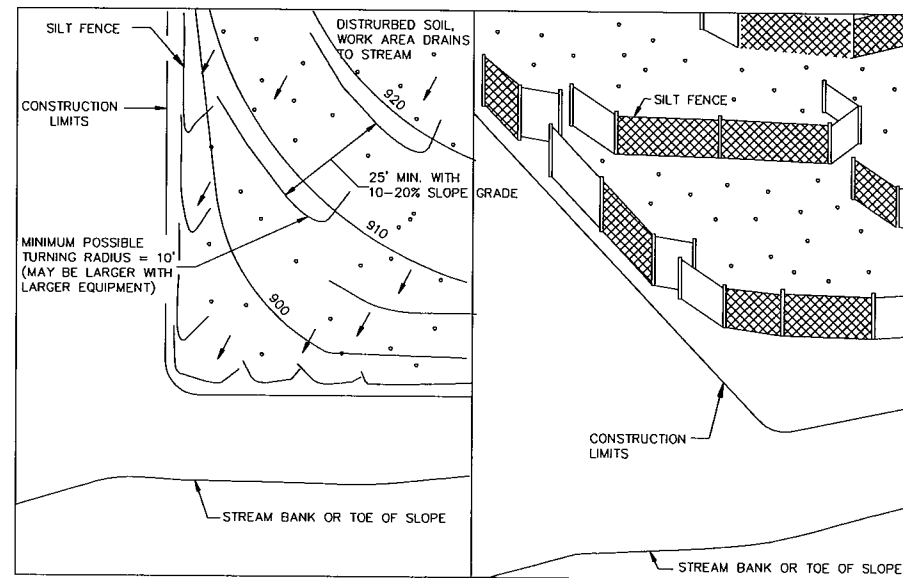 SILT FENCE
DISTRURBED SOIL,
WORK AREA DRAINS
TO STREAM
CONSTRUCTION
LIMITS
920
25' MIN. WITH
10–20% SLOPE GRADE
910
MINIMUM POSSIBLE
TURNING RADIUS = 10'
(MAY BE LARGER WITH
LARGER EQUIPMENT)
900
STREAM BANK OR TOE OF SLOPE
SILT FENCE
CONSTRUCTION
LIMITS
STREAM BANK OR TOE OF SLOPE